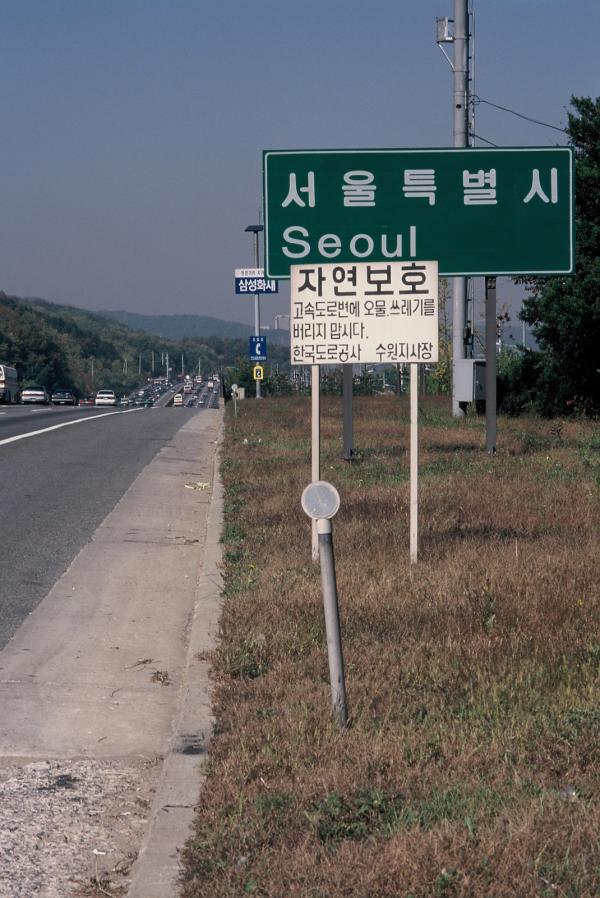 서울특별시
Seoul
자연보호
고속도로변에 오물.쓰레기를
버리지 맙시다.
한국도로공사 수원지사장
삼성화재